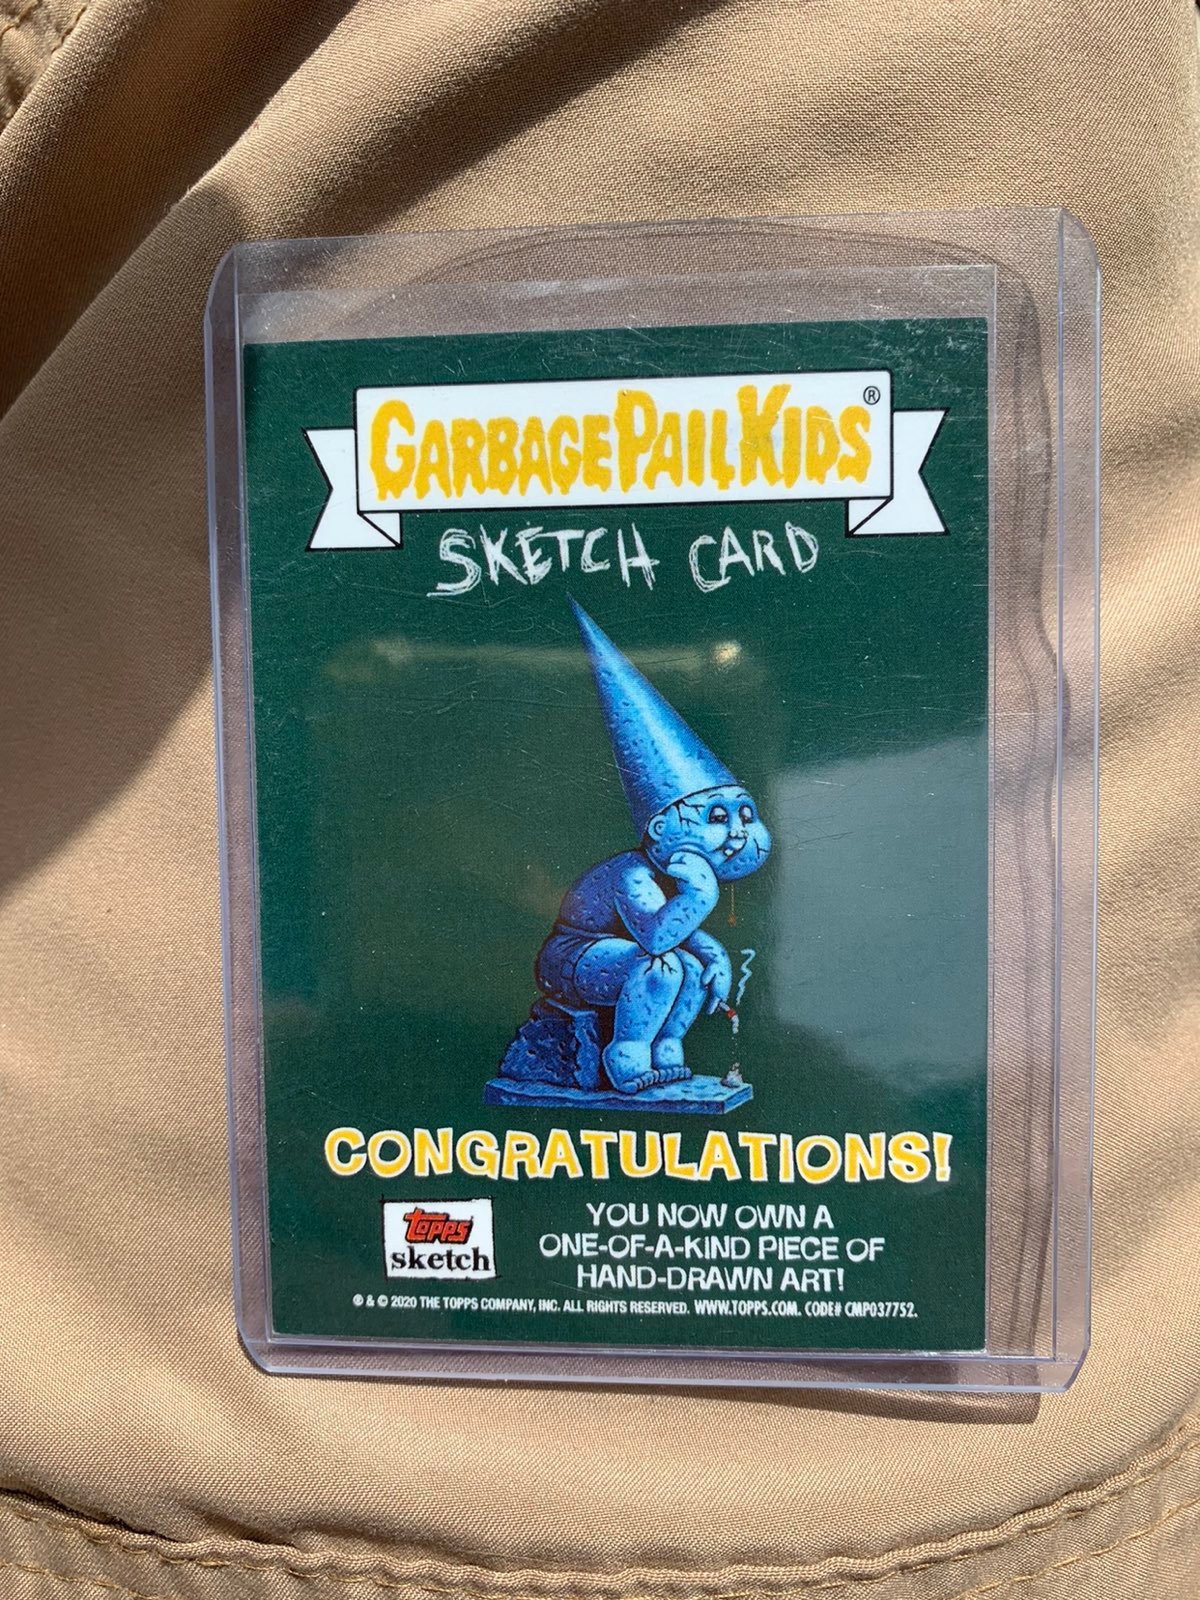 GARBAGE PAIL KIDS®
SKETCH CARD
CONGRATULATIONS!
topps
sketch
YOU NOW OWN A
ONE-OF-A-KIND PIECE OF
HAND-DRAWN ART!
® & © 2020 THE TOPPS COMPANY, INC. ALL RIGHTS RESERVED. WWW.TOPPS.COM. CODE# CMP037752.